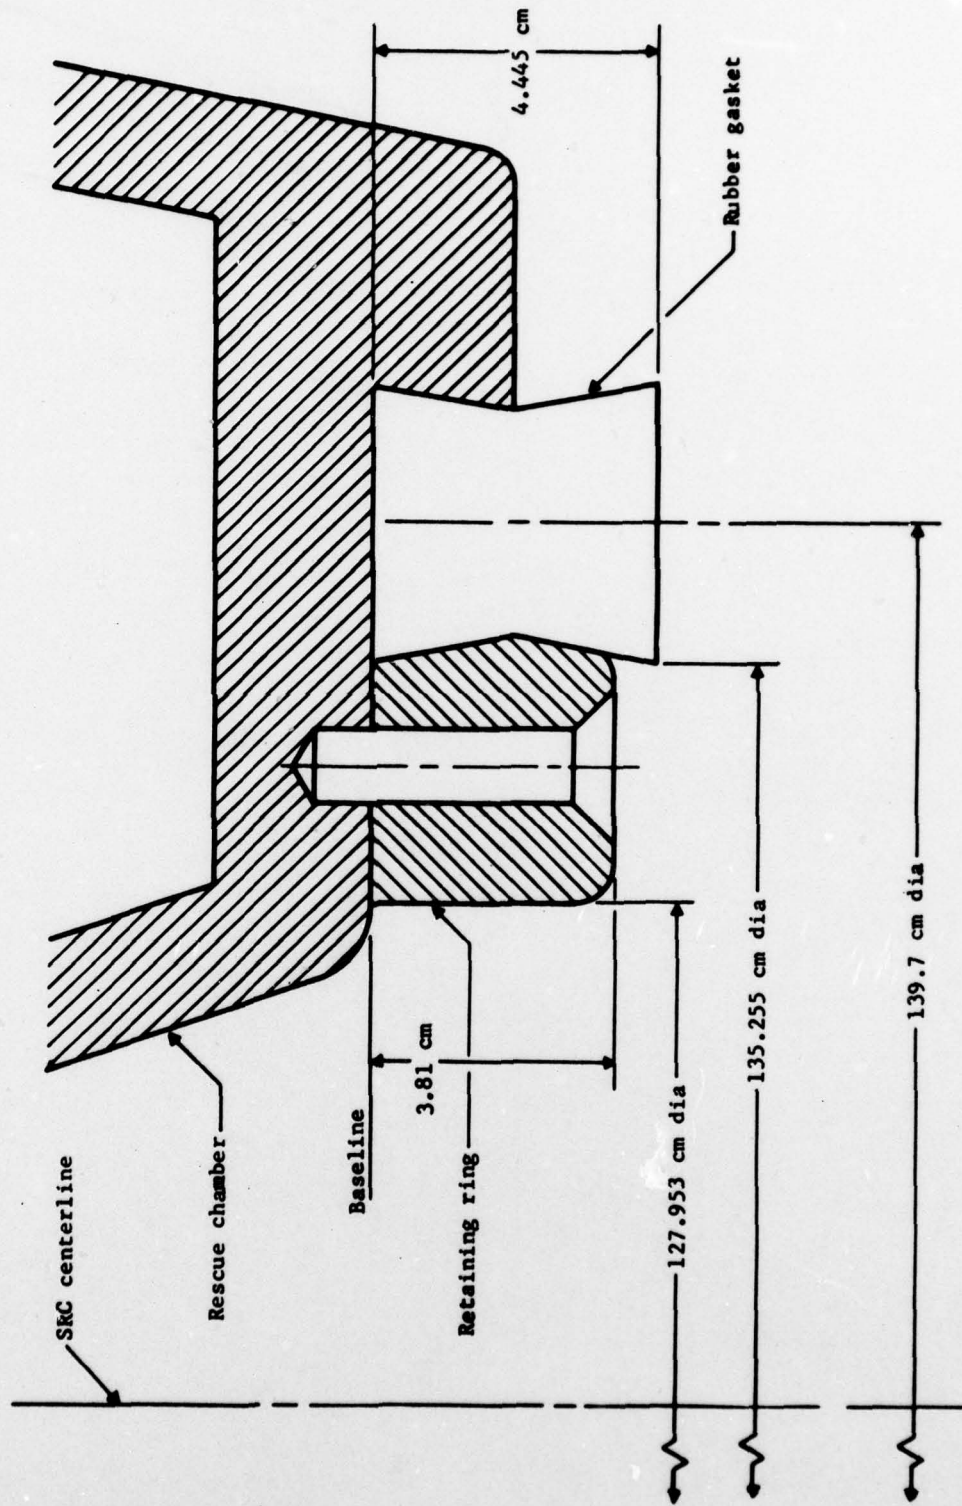 SRC centerline
Rescue chamber
Baseline
3.81 cm
Retaining ring
4.445 cm
Rubber gasket
127.953 cm dia
135.255 cm dia
139.7 cm dia